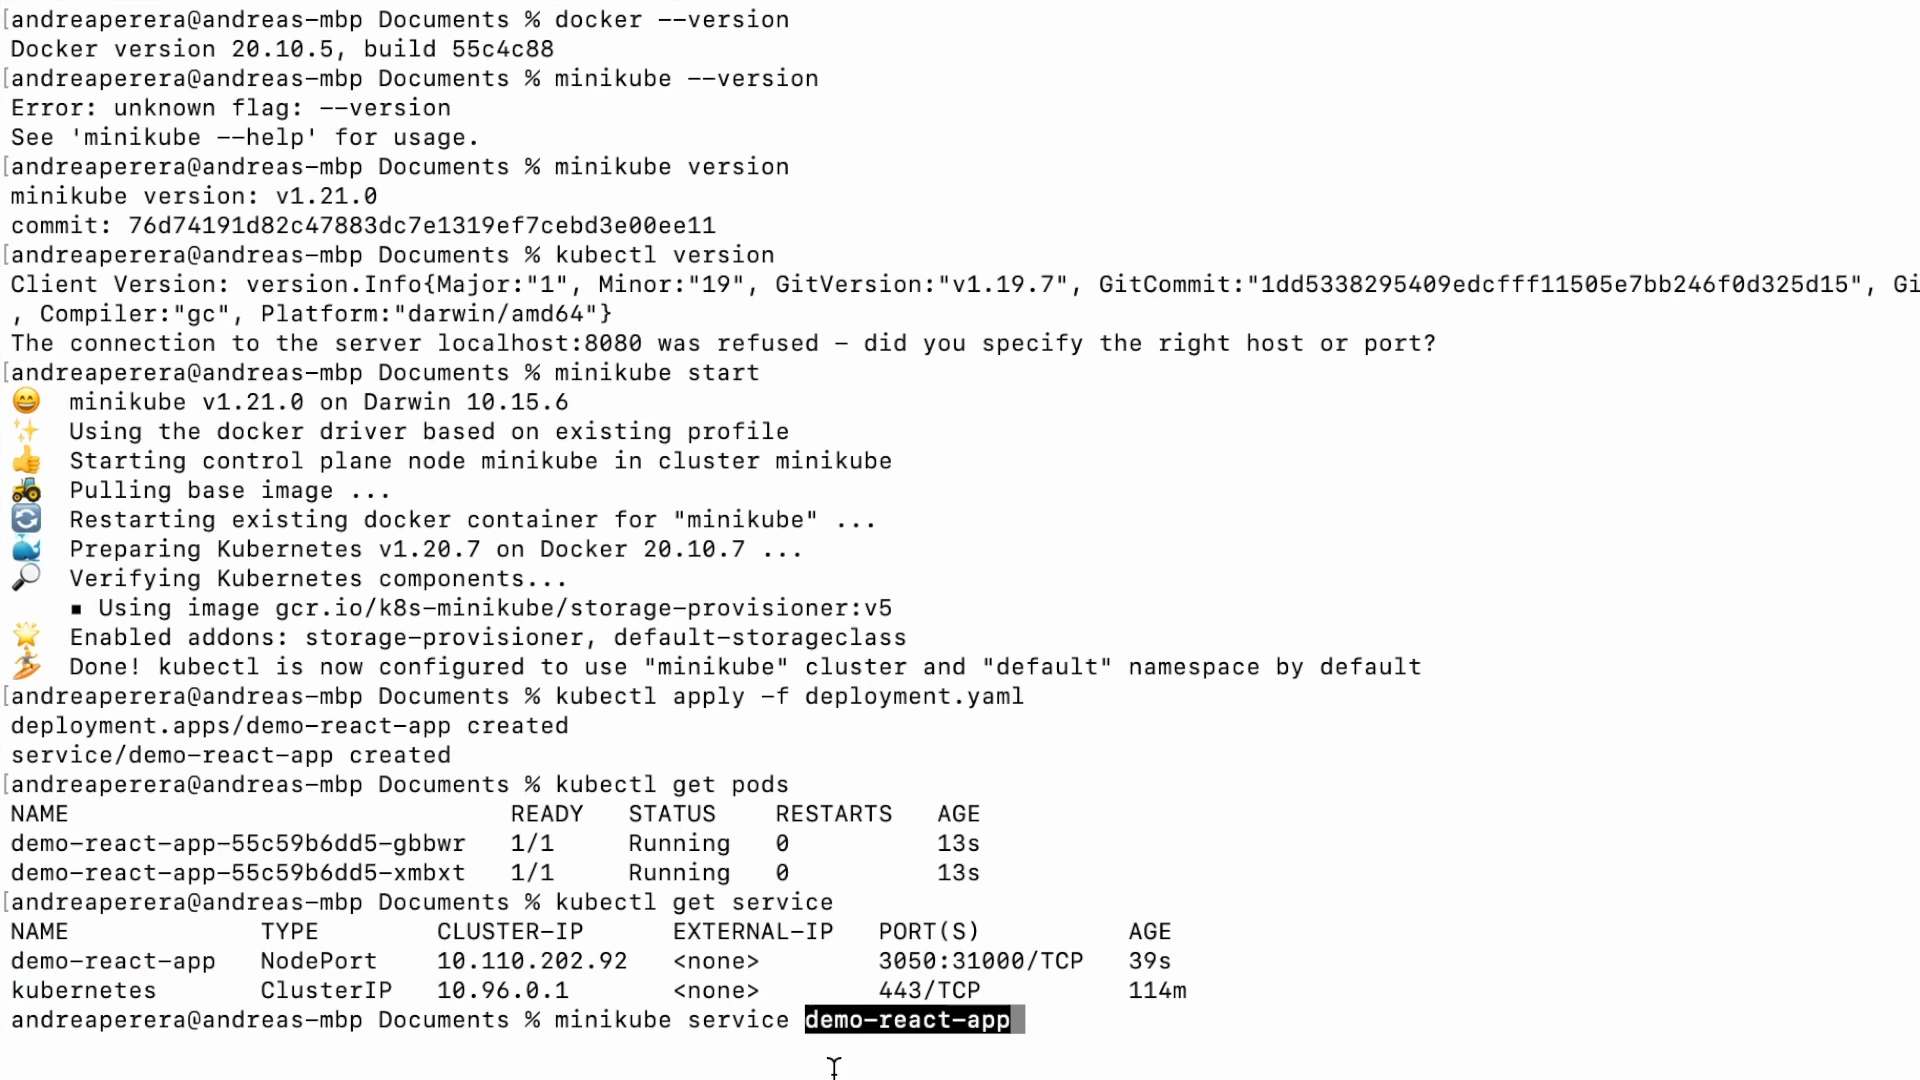 [andreaperera@andreas-mbp Documents % docker --version
Docker version 20.10.5, build 55c4c88
[andreaperera@andreas-mbp Documents % minikube --version
Error: unknown flag: --version
See 'minikube --help' for usage.
[andreaperera@andreas-mbp Documents % minikube version
minikube version: v1.21.0
commit: 76d74191d82c47883dc7e1319ef7cebd3e00ee11
[andreaperera@andreas-mbp Documents % kubectl version
Client Version: version.Info{Major:"1", Minor:"19", GitVersion:"v1.19.7", GitCommit:"1dd5338295409edcfff11505e7bb246f0d325d15", Gi
, Compiler:"gc", Platform:"darwin/amd64"}
The connection to the server localhost:8080 was refused - did you specify the right host or port?
[andreaperera@andreas-mbp Documents % minikube start
😄 minikube v1.21.0 on Darwin 10.15.6
✨ Using the docker driver based on existing profile
👍 Starting control plane node minikube in cluster minikube
🚜 Pulling base image ...
🔄 Restarting existing docker container for "minikube" ...
🐳 Preparing Kubernetes v1.20.7 on Docker 20.10.7 ...
🔎 Verifying Kubernetes components...
▪ Using image gcr.io/k8s-minikube/storage-provisioner:v5
🌟 Enabled addons: storage-provisioner, default-storageclass
🏄 Done! kubectl is now configured to use "minikube" cluster and "default" namespace by default
[andreaperera@andreas-mbp Documents % kubectl apply -f deployment.yaml
deployment.apps/demo-react-app created
service/demo-react-app created
[andreaperera@andreas-mbp Documents % kubectl get pods
NAME READY STATUS RESTARTS AGE
demo-react-app-55c59b6dd5-gbbwr 1/1 Running 0 13s
demo-react-app-55c59b6dd5-xmbxt 1/1 Running 0 13s
[andreaperera@andreas-mbp Documents % kubectl get service
NAME TYPE CLUSTER-IP EXTERNAL-IP PORT(S) AGE
demo-react-app NodePort 10.110.202.92 <none> 3050:31000/TCP 39s
kubernetes ClusterIP 10.96.0.1 <none> 443/TCP 114m
andreaperera@andreas-mbp Documents % minikube service demo-react-app